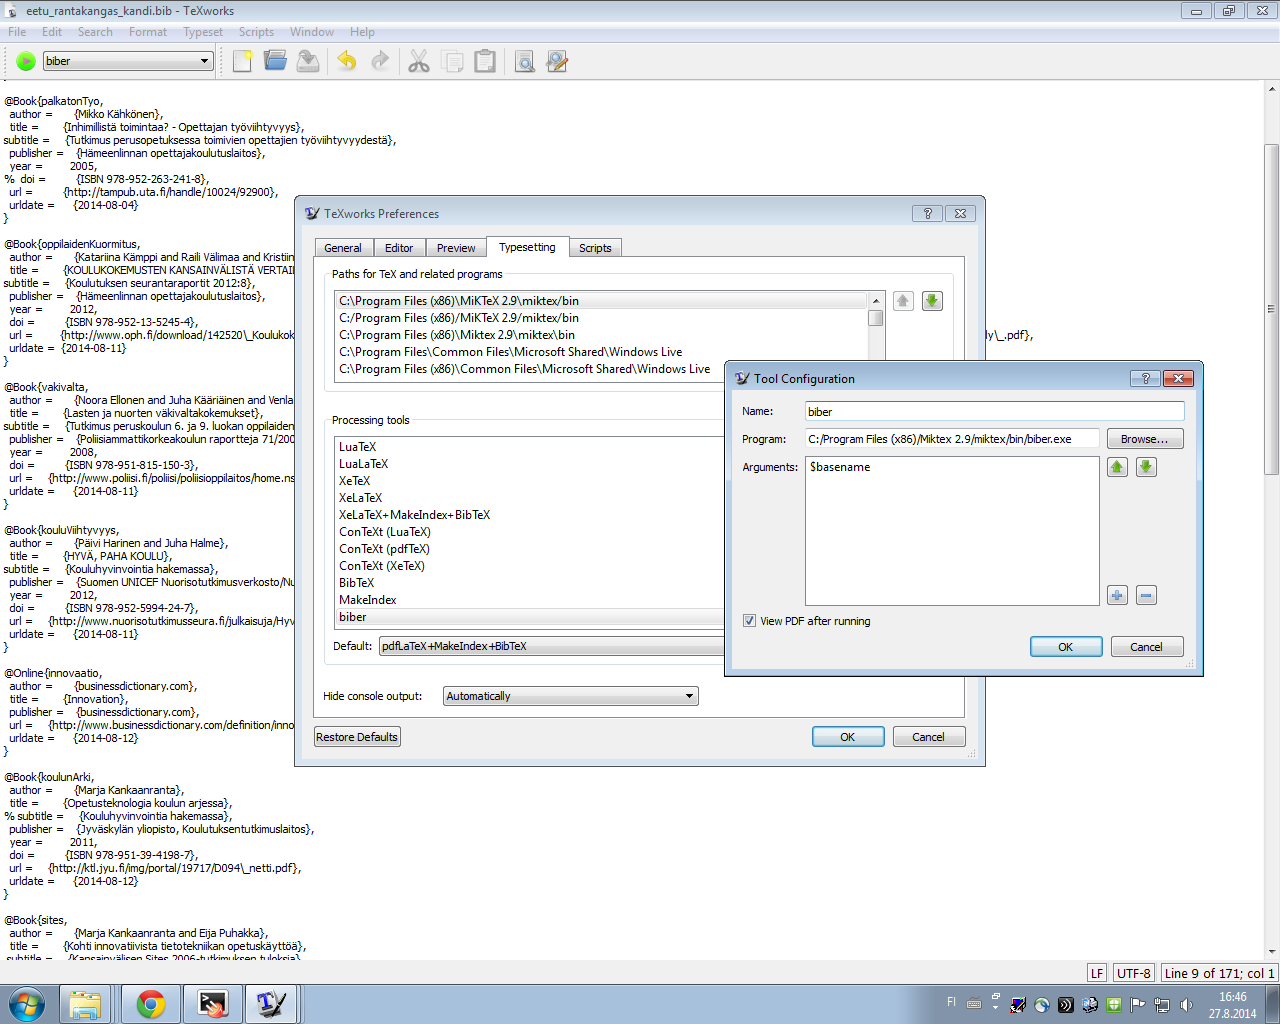 eetu_rantakangas_kandi.bib - TeXworks
File Edit Search Format Typeset Scripts Window Help
biber
@Book{palkatonTyo,
author = {Mikko Kähkönen},
title = {Inhimillistä toimintaa? - Opettajan työviihtyvyys},
subtitle = {Tutkimus perusopetuksessa toimivien opettajien työviihtyvyydestä},
publisher = {Hämeenlinnan opettajakoulutuslaitos},
year = 2005,
% doi = {ISBN 978-952-263-241-8},
url = {http://tampub.uta.fi/handle/10024/92900},
urldate = {2014-08-04}
}
@Book{oppilaidenKuormitus,
author = {Katariina Kämppi and Raili Välimaa and Kristiin
title = {KOULUKOKEMUSTEN KANSAINVÄLISTÄ VERTAIL
subtitle = {Koulutuksen seurantaraportit 2012:8},
publisher = {Hämeenlinnan opettajakoulutuslaitos},
year = 2012,
doi = {ISBN 978-952-13-5245-4},
url = {http://www.oph.fi/download/142520\_Koulukok ly\_.pdf},
urldate = {2014-08-11}
}
@Book{vakivalta,
author = {Noora Ellonen and Juha Kääriäinen and Venla
title = {Lasten ja nuorten väkivaltakokemukset},
subtitle = {Tutkimus peruskoulun 6. ja 9. luokan oppilaiden
publisher = {Poliisiammattikorkeakoulun raportteja 71/200
year = 2008,
doi = {ISBN 978-951-815-150-3},
url = {http://www.poliisi.fi/poliisi/poliisioppilaitos/home.ns
urldate = {2014-08-11}
}
@Book{kouluViihtyvyys,
author = {Päivi Harinen and Juha Halme},
title = {HYVÄ, PAHA KOULU},
subtitle = {Kouluhyvinvointia hakemassa},
publisher = {Suomen UNICEF Nuorisotutkimusverkosto/Nu
year = 2012,
doi = {ISBN 978-952-5994-24-7},
url = {http://www.nuorisotutkimusseura.fi/julkaisuja/Hyv
urldate = {2014-08-11}
}
@Online{innovaatio,
author = {businessdictionary.com},
title = {Innovation},
publisher = {businessdictionary.com},
url = {http://www.businessdictionary.com/definition/inno
urldate = {2014-08-12}
}
@Book{koulunArki,
author = {Marja Kankaanranta},
title = {Opetusteknologia koulun arjessa},
% subtitle = {Kouluhyvinvointia hakemassa},
publisher = {Jyväskylän yliopisto, Koulutuksentutkimuslaitos},
year = 2011,
doi = {ISBN 978-951-39-4198-7},
url = {http://ktl.jyu.fi/img/portal/19717/D094\_netti.pdf},
urldate = {2014-08-12}
}
@Book{sites,
author = {Marja Kankaanranta and Eija Puhakka},
title = {Kohti innovatiivista tietotekniikan opetuskäyttöä},
subtitle = {Kansainvälisen Sites 2006-tutkimuksen tuloksia},
TeXworks Preferences
General Editor Preview Typesetting Scripts
Paths for TeX and related programs
C:\Program Files (x86)\MiKTeX 2.9\miktex/bin
C:/Program Files (x86)/MiKTEX 2.9/miktex/bin
C:\Program Files (x86)\Miktex 2.9\miktex\bin
C:\Program Files\Common Files\Microsoft Shared\Windows Live
C:\Program Files (x86)\Common Files\Microsoft Shared\Windows Live
Processing tools
LuaTeX
LuaLaTeX
XeTeX
XeLaTeX
XeLaTeX+MakeIndex+BibTeX
ConTeXt (LuaTeX)
ConTeXt (pdfTeX)
ConTeXt (XeTeX)
BibTeX
MakeIndex
biber
Default: pdfLaTeX+MakeIndex+BibTeX
Hide console output: Automatically
Restore Defaults OK Cancel
Tool Configuration
Name: biber
Program: C:/Program Files (x86)/Miktex 2.9/miktex/bin/biber.exe Browse...
Arguments: $basename
View PDF after running
OK Cancel
LF UTF-8 Line 9 of 171; col 1
FI 16:46
27.8.2014